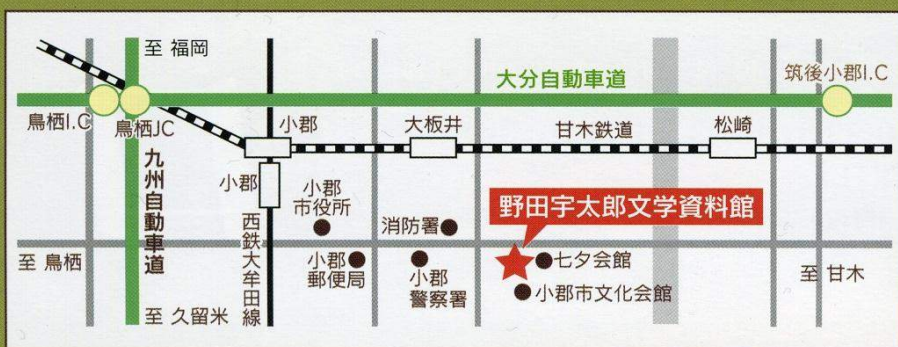 至 福岡
大分自動車道
筑後小郡I.C
鳥栖I.C
鳥栖JC
小郡
大板井
甘木鉄道
松崎
九州自動車道
小郡
小郡
市役所
消防署
野田宇太郎文学資料館
西鉄大牟田線
至 鳥栖
小郡
郵便局
小郡
警察署
七夕会館
至 甘木
小郡市文化会館
至 久留米